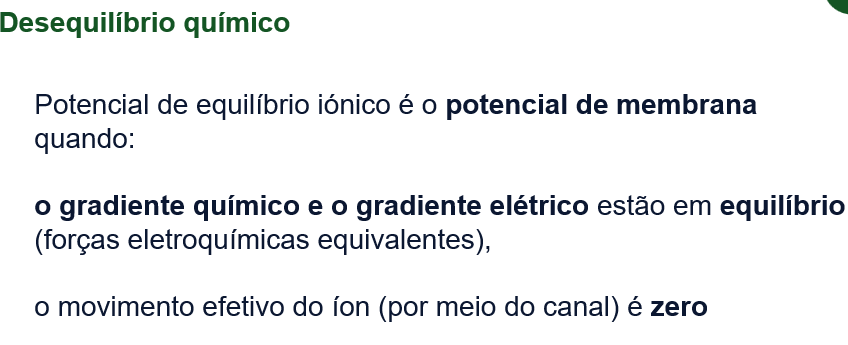 Desequilíbrio químico
Potencial de equilíbrio iónico é o potencial de membrana
quando:
o gradiente químico e o gradiente elétrico estão em equilíbrio
(forças eletroquímicas equivalentes),
o movimento efetivo do íon (por meio do canal) é zero